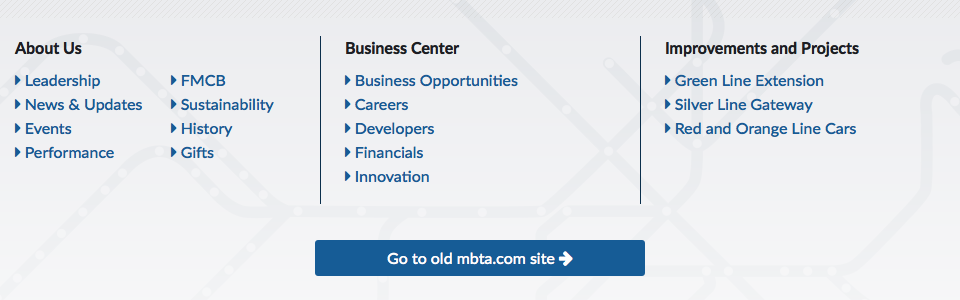 About Us
Leadership
News & Updates
Events
Performance
FMCB
Sustainability
History
Gifts
Business Center
Business Opportunities
Careers
Developers
Financials
Innovation
Improvements and Projects
Green Line Extension
Silver Line Gateway
Red and Orange Line Cars
Go to old mbta.com site